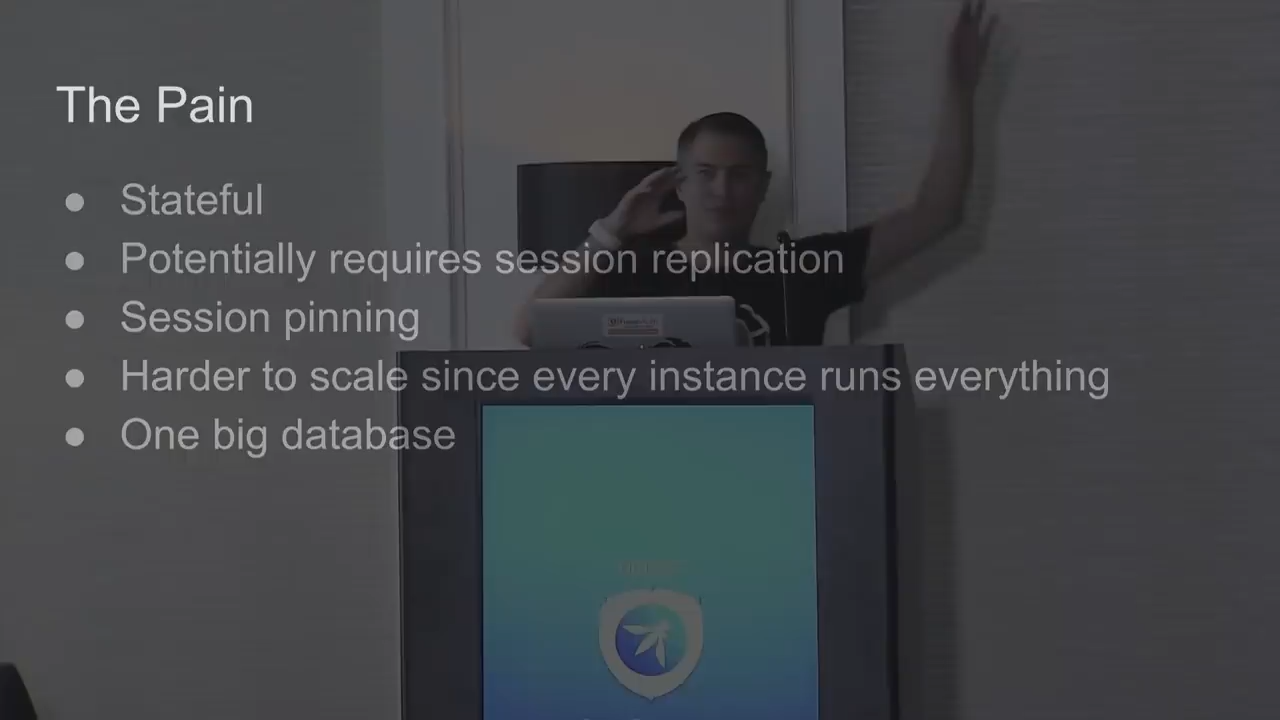 The Pain
● Stateful
● Potentially requires session replication
● Session pinning
● Harder to scale since every instance runs everything
● One big database